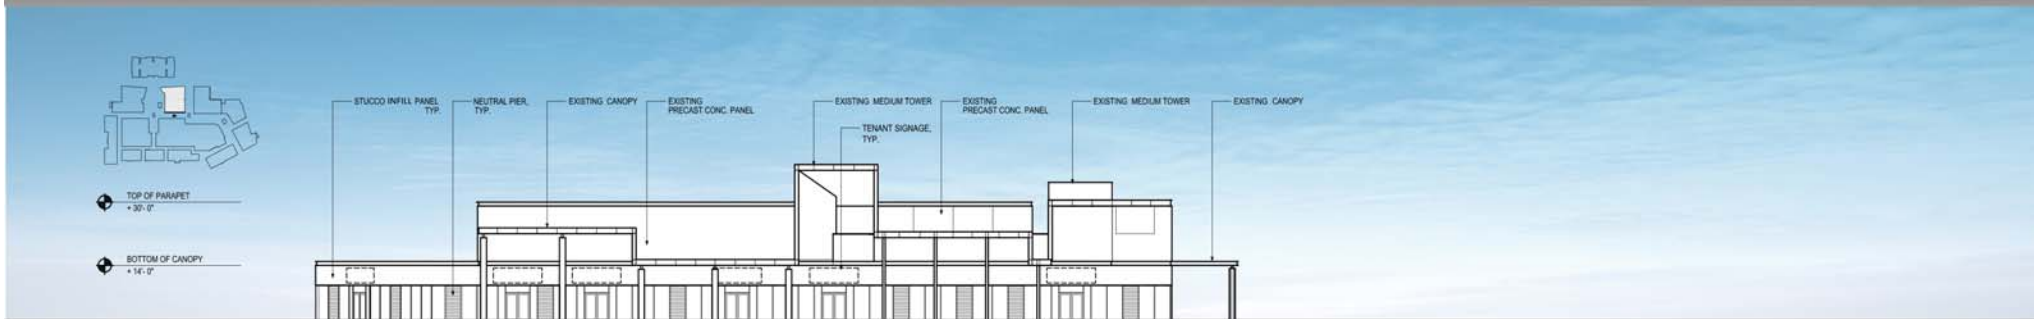 STUCCO INFILL PANEL
TYP.
NEUTRAL PIER,
TYP.
EXISTING CANOPY
EXISTING
PRECAST CONC. PANEL
EXISTING MEDIUM TOWER
EXISTING
PRECAST CONC. PANEL
EXISTING MEDIUM TOWER
EXISTING CANOPY
TENANT SIGNAGE,
TYP.
TOP OF PARAPET
+ 30'- 0"
BOTTOM OF CANOPY
+ 14'- 0"